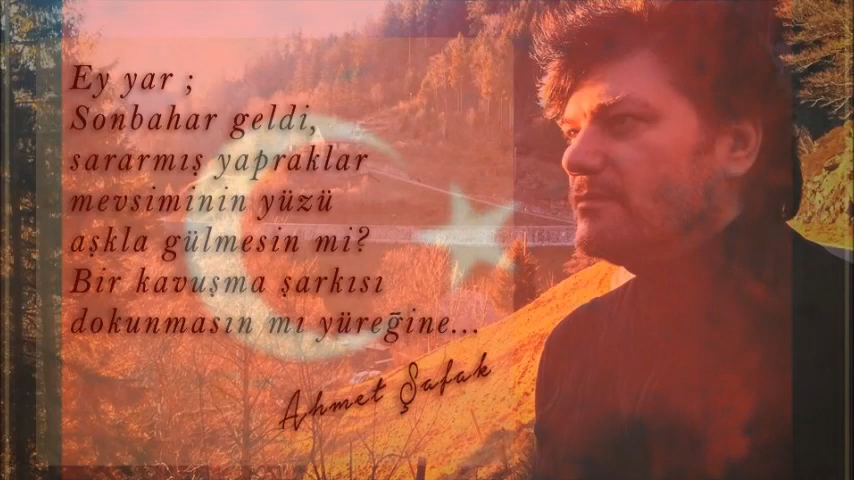 Ey yar ;
Sonbahar geldi,
sararmış yapraklar
mevsiminin yüzü
aşkla gülmesin mi?
Bir kavuşma şarkısı
dokunmasın mı yüreğine...
Ahmet Şafak